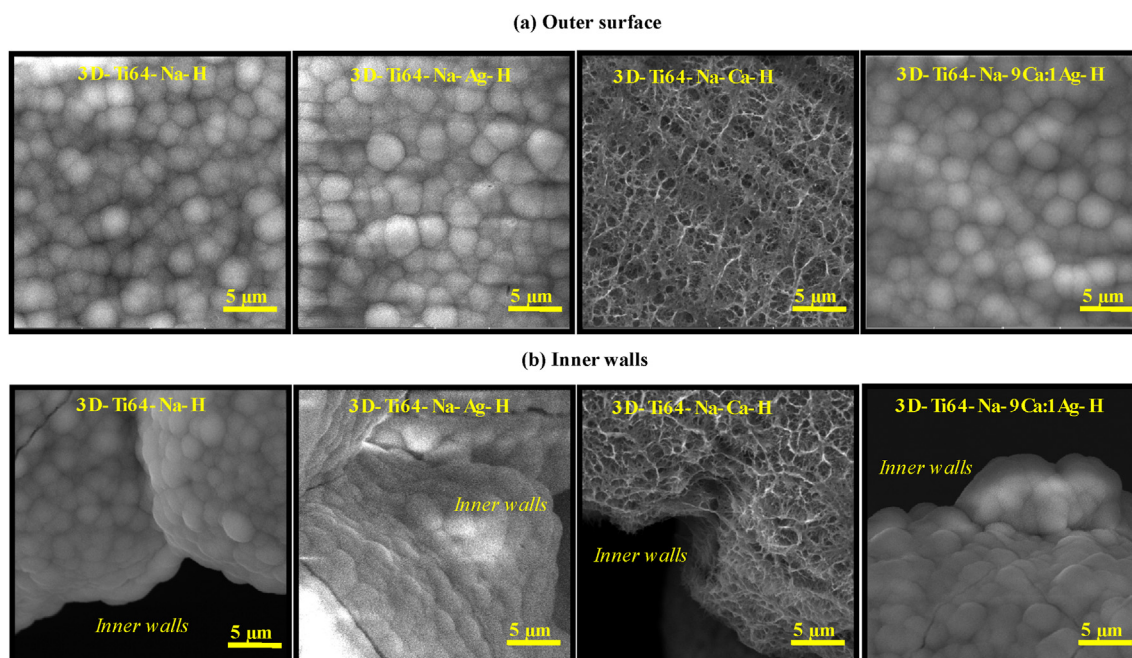 (a) Outer surface
3D-Ti64-Na-H
3D-Ti64-Na-Ag-H
3D-Ti64-Na-Ca-H
3D-Ti64-Na-9Ca:1Ag-H
5 μm
5 μm
5 μm
5 μm
(b) Inner walls
3D-Ti64-Na-H
3D-Ti64-Na-Ag-H
3D-Ti64-Na-Ca-H
3D-Ti64-Na-9Ca:1Ag-H
Inner walls
Inner walls
Inner walls
Inner walls
5 μm
5 μm
5 μm
5 μm